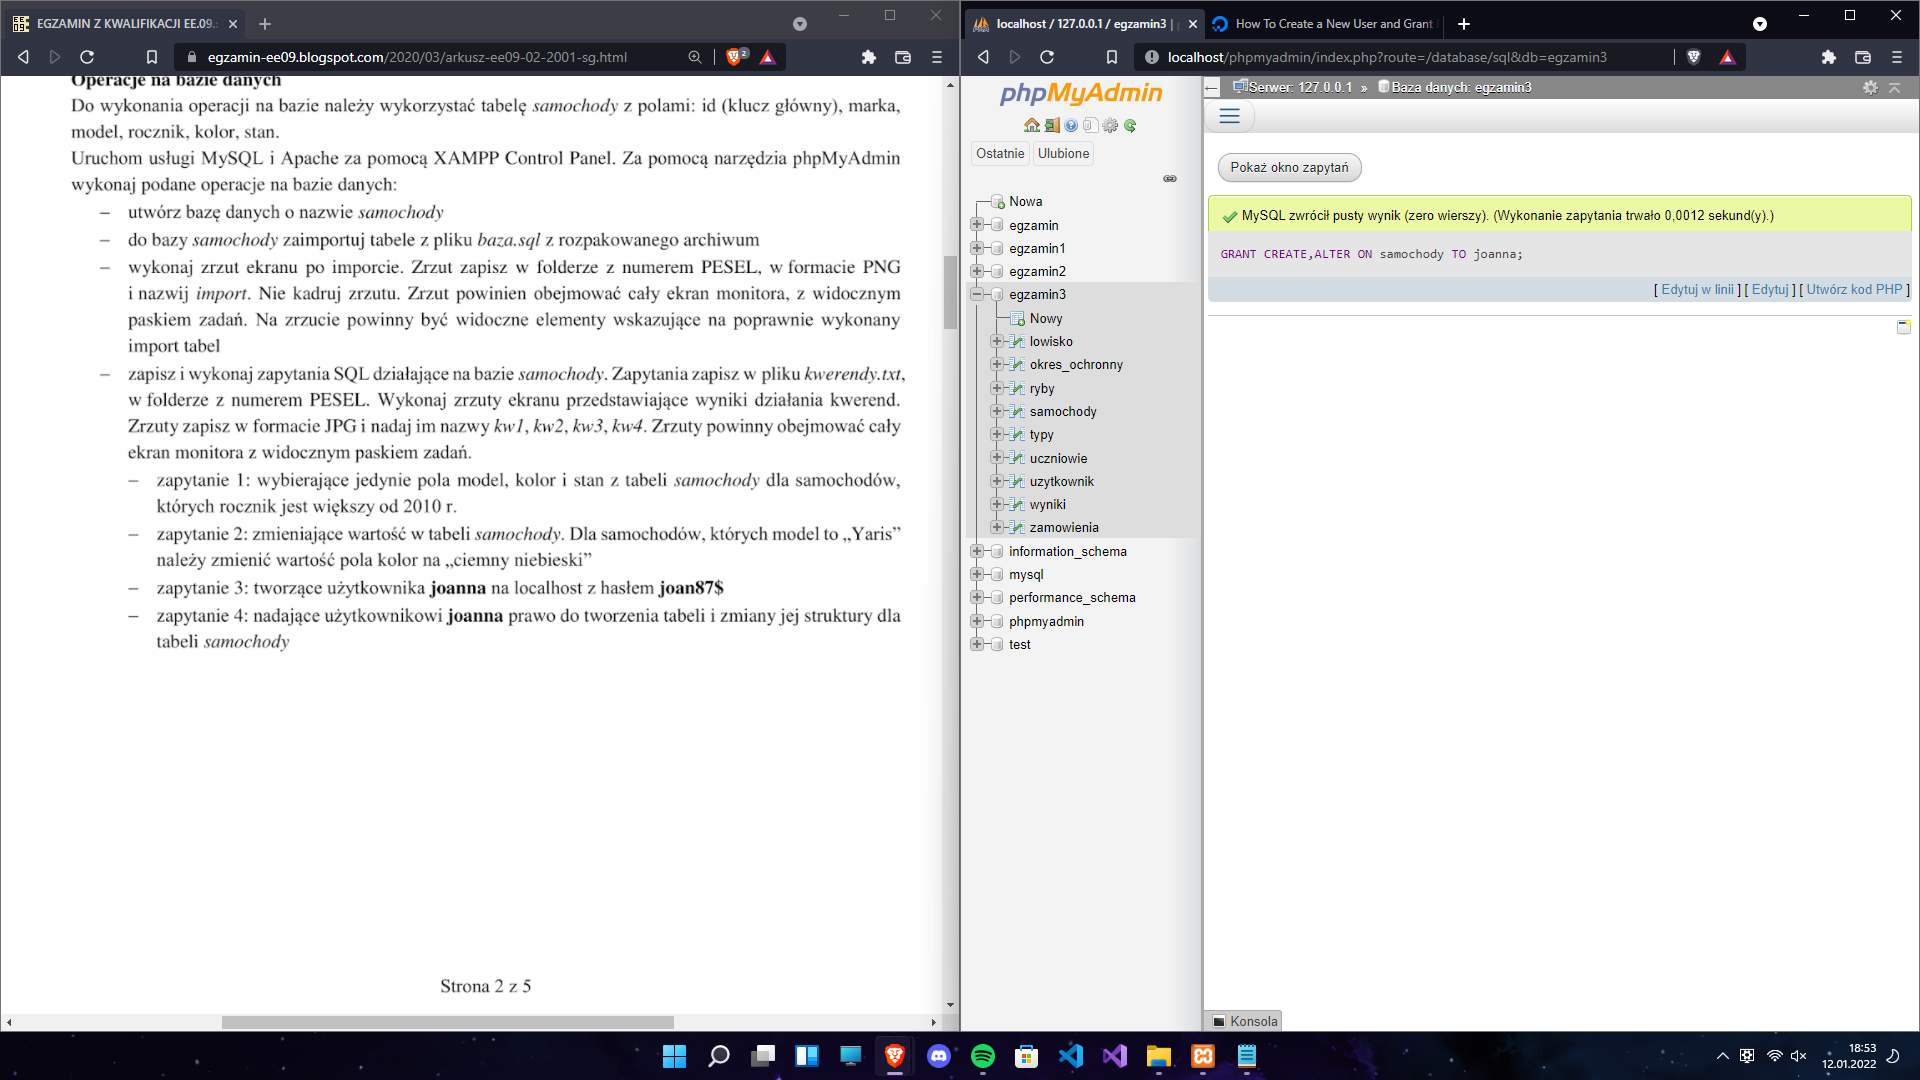 EGZAMIN Z KWALIFIKACJI EE.09.
egzamin-ee09.blogspot.com/2020/03/arkusz-ee09-02-2001-sg.html
2
Operacje na bazie danych
Do wykonania operacji na bazie należy wykorzystać tabelę samochody z polami: id (klucz główny), marka,
model, rocznik, kolor, stan.
Uruchom usługi MySQL i Apache za pomocą XAMPP Control Panel. Za pomocą narzędzia phpMyAdmin
wykonaj podane operacje na bazie danych:
– utwórz bazę danych o nazwie samochody
– do bazy samochody zaimportuj tabele z pliku baza.sql z rozpakowanego archiwum
– wykonaj zrzut ekranu po imporcie. Zrzut zapisz w folderze z numerem PESEL, w formacie PNG
i nazwij import. Nie kadruj zrzutu. Zrzut powinien obejmować cały ekran monitora, z widocznym
paskiem zadań. Na zrzucie powinny być widoczne elementy wskazujące na poprawnie wykonany
import tabel
– zapisz i wykonaj zapytania SQL działające na bazie samochody. Zapytania zapisz w pliku kwerendy.txt,
w folderze z numerem PESEL. Wykonaj zrzuty ekranu przedstawiające wyniki działania kwerend.
Zrzuty zapisz w formacie JPG i nadaj im nazwy kw1, kw2, kw3, kw4. Zrzuty powinny obejmować cały
ekran monitora z widocznym paskiem zadań.
– zapytanie 1: wybierające jedynie pola model, kolor i stan z tabeli samochody dla samochodów,
których rocznik jest większy od 2010 r.
– zapytanie 2: zmieniające wartość w tabeli samochody. Dla samochodów, których model to „Yaris”
należy zmienić wartość pola kolor na „ciemny niebieski”
– zapytanie 3: tworzące użytkownika joanna na localhost z hasłem joan87$
– zapytanie 4: nadające użytkownikowi joanna prawo do tworzenia tabeli i zmiany jej struktury dla
tabeli samochody
Strona 2 z 5
localhost / 127.0.0.1 / egzamin3 |
How To Create a New User and Grant
localhost/phpmyadmin/index.php?route=/database/sql&db=egzamin3
phpMyAdmin
Ostatnie Ulubione
Nowa
egzamin
egzamin1
egzamin2
egzamin3
Nowy
lowisko
okres_ochronny
ryby
samochody
typy
uczniowie
uzytkownik
wyniki
zamowienia
information_schema
mysql
performance_schema
phpmyadmin
test
Serwer: 127.0.0.1 » Baza danych: egzamin3
Pokaż okno zapytań
MySQL zwrócił pusty wynik (zero wierszy). (Wykonanie zapytania trwało 0,0012 sekund(y).)
GRANT CREATE,ALTER ON samochody TO joanna;
[ Edytuj w linii ] [ Edytuj ] [ Utwórz kod PHP ]
Konsola
18:53
12.01.2022